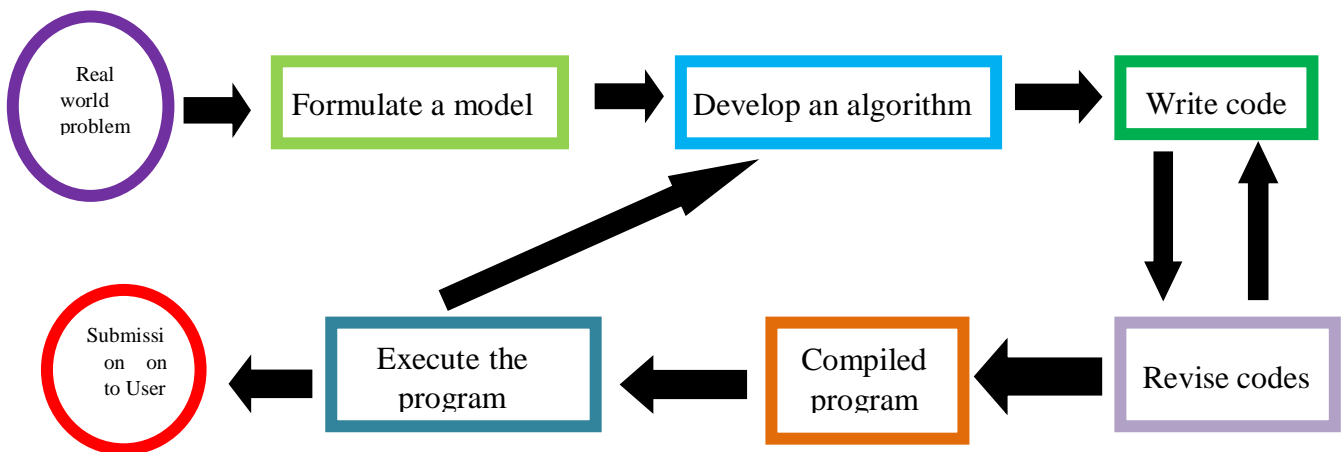 Real
world
problem
Formulate a model
Develop an algorithm
Write code
Submissi
on on
to User
Execute the
program
Compiled
program
Revise codes